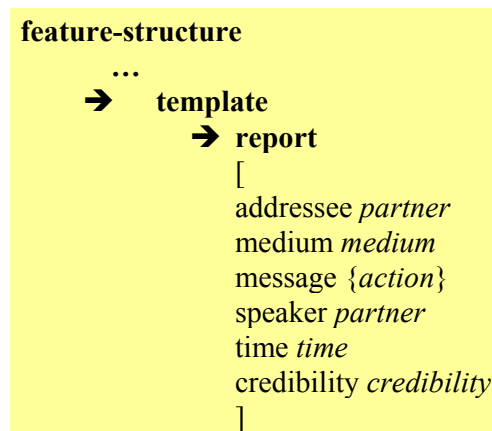 feature-structure
…
➔ template
➔ report
[
addressee partner
medium medium
message {action}
speaker partner
time time
credibility credibility
]